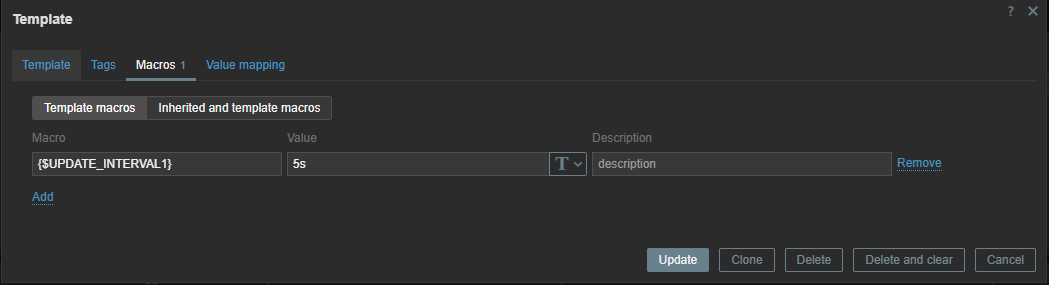 Template
?
Template Tags Macros 1 Value mapping
Template macros Inherited and template macros
Macro Value Description
{$UPDATE_INTERVAL1} 5s T description Remove
Add
Update Clone Delete Delete and clear Cancel